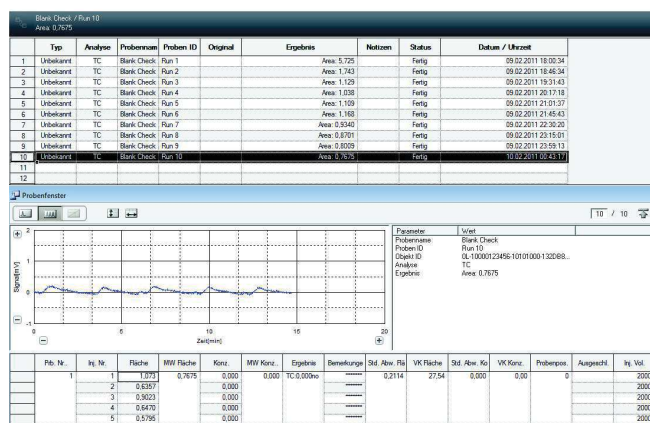 Blank Check / Run 10
Area: 0,7675
Typ Analyse Probennam Proben ID Original Ergebnis Notizen Status Datum / Uhrzeit
1 Unbekannt TC Blank Check Run 1 Area: 5,725 Fertig 09.02.2011 18:00:34
2 Unbekannt TC Blank Check Run 2 Area: 1,743 Fertig 09.02.2011 18:46:34
3 Unbekannt TC Blank Check Run 3 Area: 1,129 Fertig 09.02.2011 19:31:43
4 Unbekannt TC Blank Check Run 4 Area: 1,038 Fertig 09.02.2011 20:17:18
5 Unbekannt TC Blank Check Run 5 Area: 1,109 Fertig 09.02.2011 21:01:37
6 Unbekannt TC Blank Check Run 6 Area: 1,168 Fertig 09.02.2011 21:45:43
7 Unbekannt TC Blank Check Run 7 Area: 0,9340 Fertig 09.02.2011 22:30:20
8 Unbekannt TC Blank Check Run 8 Area: 0,8701 Fertig 09.02.2011 23:15:01
9 Unbekannt TC Blank Check Run 9 Area: 0,8009 Fertig 09.02.2011 23:59:13
10 Unbekannt TC Blank Check Run 10 Area: 0,7675 Fertig 10.02.2011 00:43:17
11
12
Probenfenster
10 / 10
Parameter Wert
Probenname Blank Check
Proben ID Run 10
Objekt ID
Analyse TC
Ergebnis Area: 0,7675
Signal[mV]
2
1
0
-1
0 5 10 15 20
Zeit[min]
Prb. Nr. Inj. Nr. Fläche MW Fläche Konz. MW Konz. Ergebnis Bemerkunge Std. Abw. Flä VK Fläche Std. Abw. Ko VK Konz. Probenpos. Ausgeschl. Inj. Vol.
1 1 1,073 0,7675 0,000 0,000 TC:0,000no ******* 0,2114 27,54 0,000 0,00 0 2000
2 0,6357 0,000 ******* 2000
3 0,9023 0,000 ******* 2000
4 0,6470 0,000 ******* 2000
5 0,5795 0,000 ******* 2000